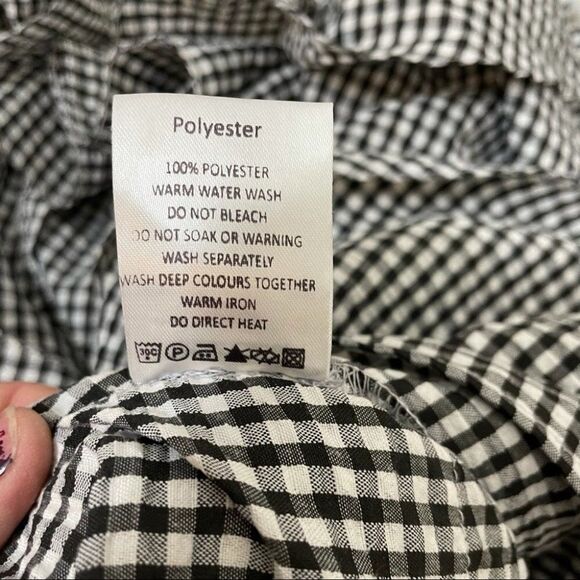 Polyester
100% POLYESTER
WARM WATER WASH
DO NOT BLEACH
DO NOT SOAK OR WARNING
WASH SEPARATELY
WASH DEEP COLOURS TOGETHER
WARM IRON
DO DIRECT HEAT
30C P